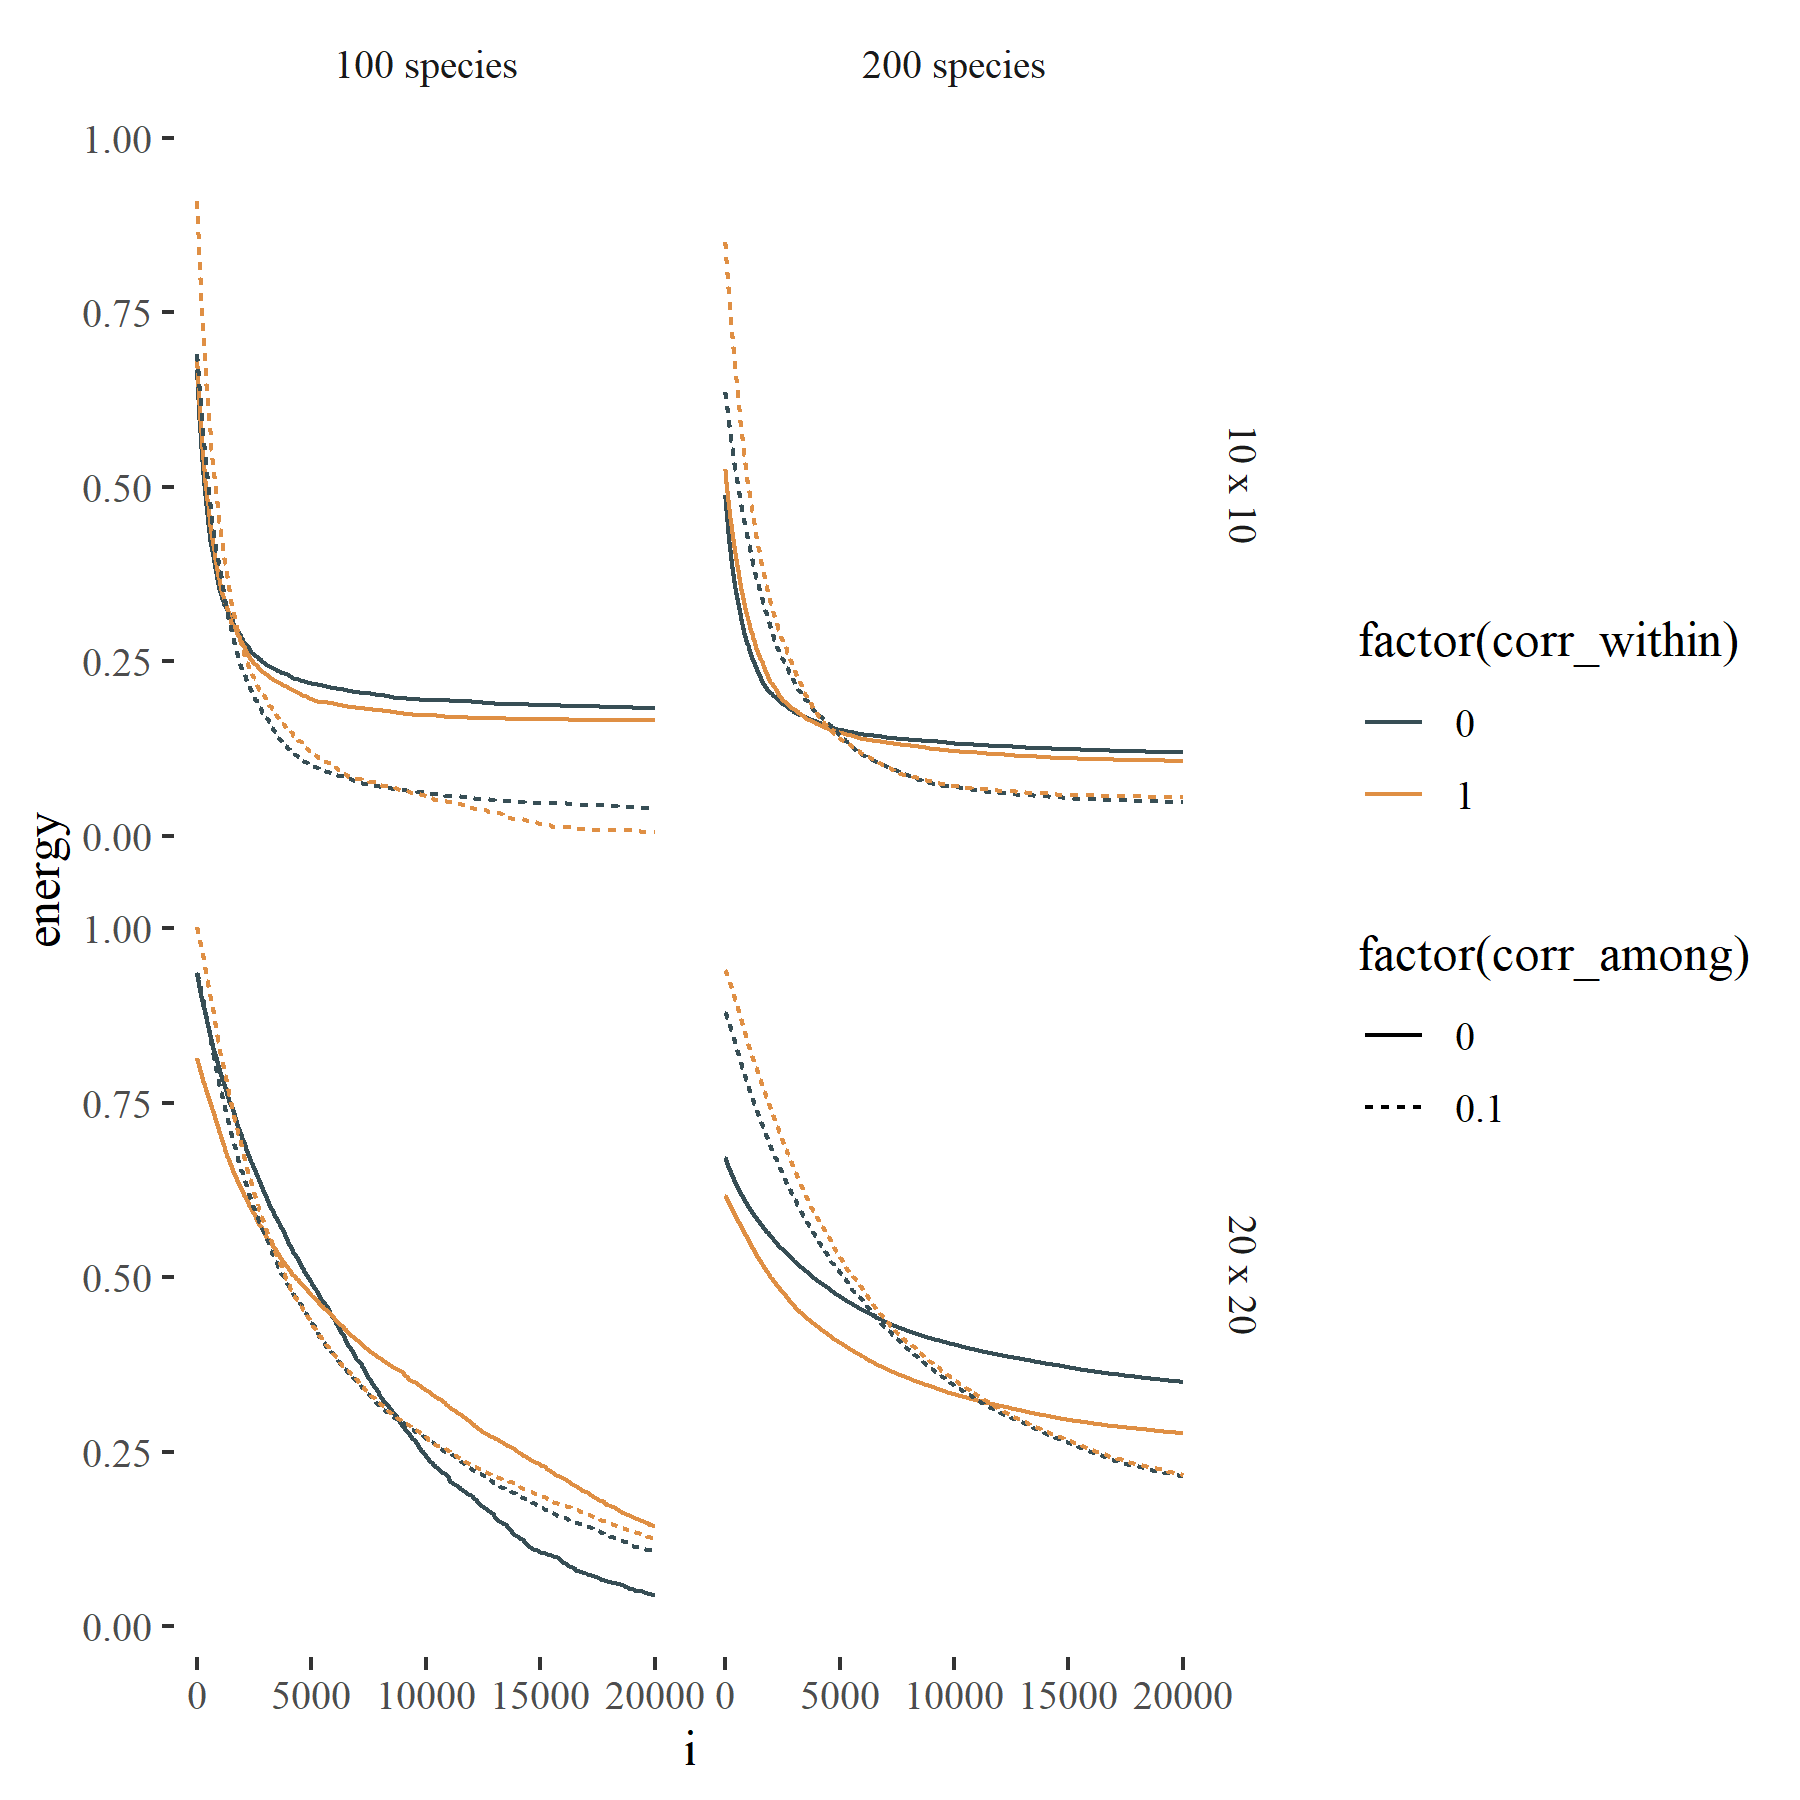 100 species
200 species
1.00
0.75
0.50
0.25
0.00
10 x 10
energy
1.00
0.75
0.50
0.25
0.00
20 x 20
0 5000 10000 15000 20000
0 5000 10000 15000 20000
i
factor(corr_within)
0
1
factor(corr_among)
0
0.1